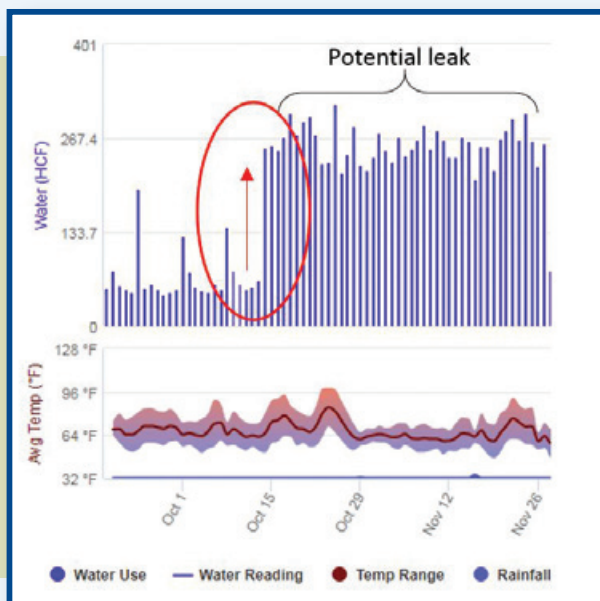 Potential leak
401
267.4
133.7
0
Water (HCF)
128 °F
96 °F
64 °F
32 °F
Avg Temp (°F)
Oct 1
Oct 15
Oct 29
Nov 12
Nov 26
Water Use
Water Reading
Temp Range
Rainfall